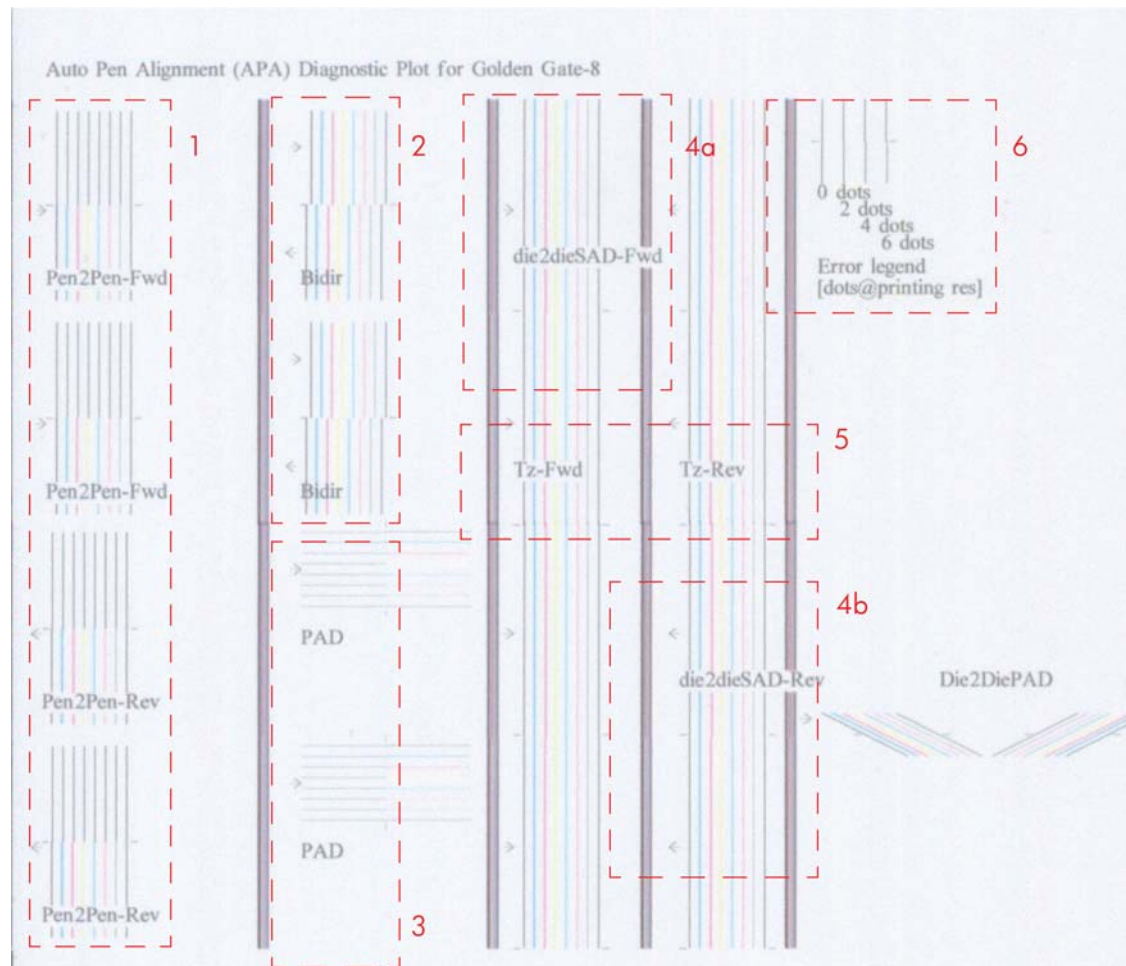 Auto Pen Alignment (APA) Diagnostic Plot for Golden Gate-8
1
Pen2Pen-Fwd
Pen2Pen-Fwd
Pen2Pen-Rev
Pen2Pen-Rev
2
Bidir
Bidir
PAD
PAD
3
4a
die2dieSAD-Fwd
Tz-Fwd
Tz-Rev
5
4b
die2dieSAD-Rev
6
0 dots
2 dots
4 dots
6 dots
Error legend
[dots@printing res]
Die2DiePAD